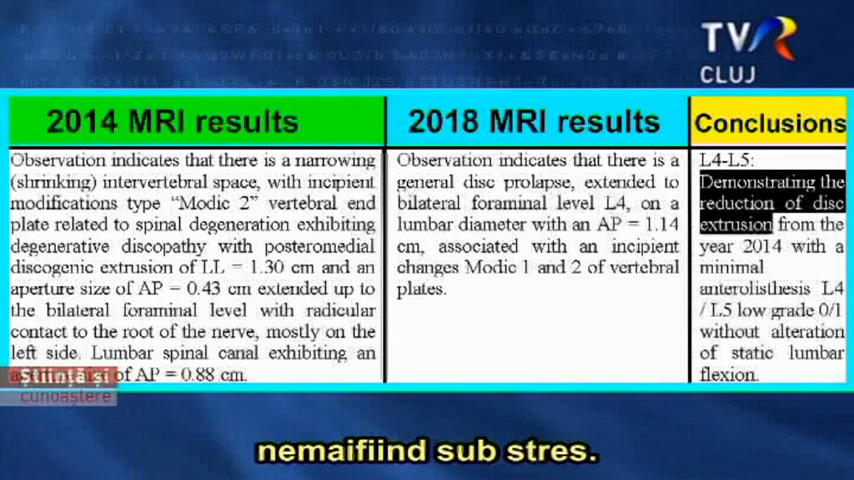 TVR
CLUJ
2014 MRI results
2018 MRI results
Conclusions
Observation indicates that there is a narrowing
(shrinking) intervertebral space, with incipient
modifications type “Modic 2” vertebral end
plate related to spinal degeneration exhibiting
degenerative discopathy with posteromedial
discogenic extrusion of LL = 1.30 cm and an
aperture size of AP = 0.43 cm extended up to
the bilateral foraminal level with radicular
contact to the root of the nerve, mostly on the
left side. Lumbar spinal canal exhibiting an
of AP = 0.88 cm.
Observation indicates that there is a
general disc prolapse, extended to
bilateral foraminal level L4, on a
lumbar diameter with an AP = 1.14
cm, associated with an incipient
changes Modic 1 and 2 of vertebral
plates.
L4-L5:
Demonstrating the
reduction of disc
extrusion from the
year 2014 with a
minimal
anterolisthesis L4
/ L5 low grade 0/1
without alteration
of static lumbar
flexion.
Știință și
cunoaștere
nemaifiind sub stres.